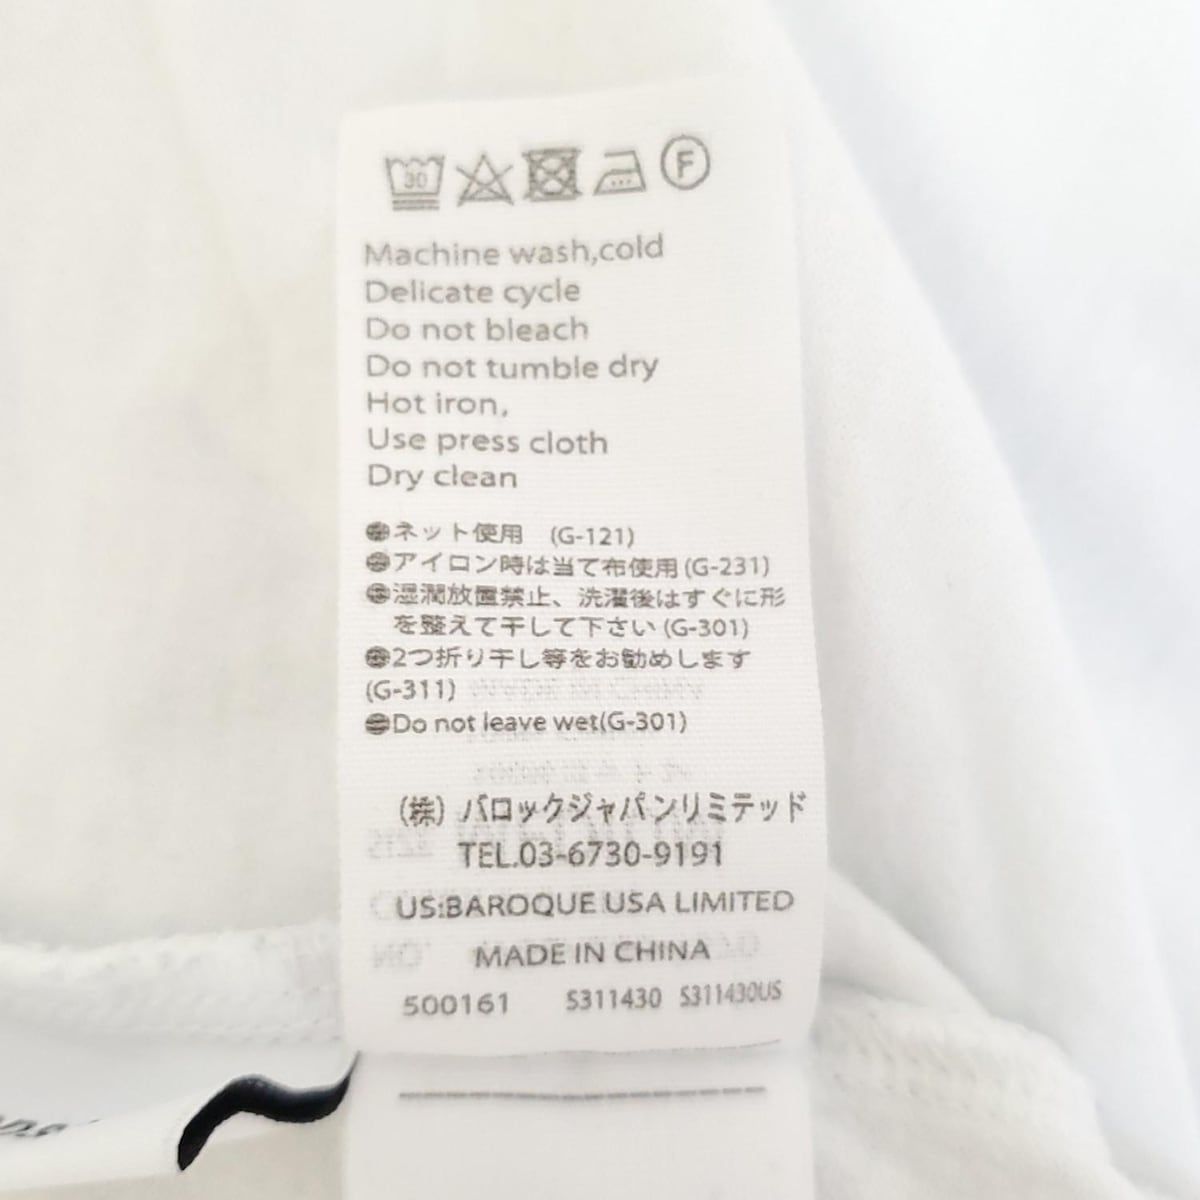 30 F
Machine wash,cold
Delicate cycle
Do not bleach
Do not tumble dry
Hot iron,
Use press cloth
Dry clean
●ネット使用 (G-121)
●アイロン時は当て布使用(G-231)
●湿潤放置禁止、洗濯後はすぐに形
を整えて干して下さい(G-301)
●2つ折り干し等をお勧めします
(G-311)
●Do not leave wet(G-301)
(株) バロックジャパンリミテッド
TEL.03-6730-9191
US:BAROQUE USA LIMITED
MADE IN CHINA
500161 S311430 S311430US